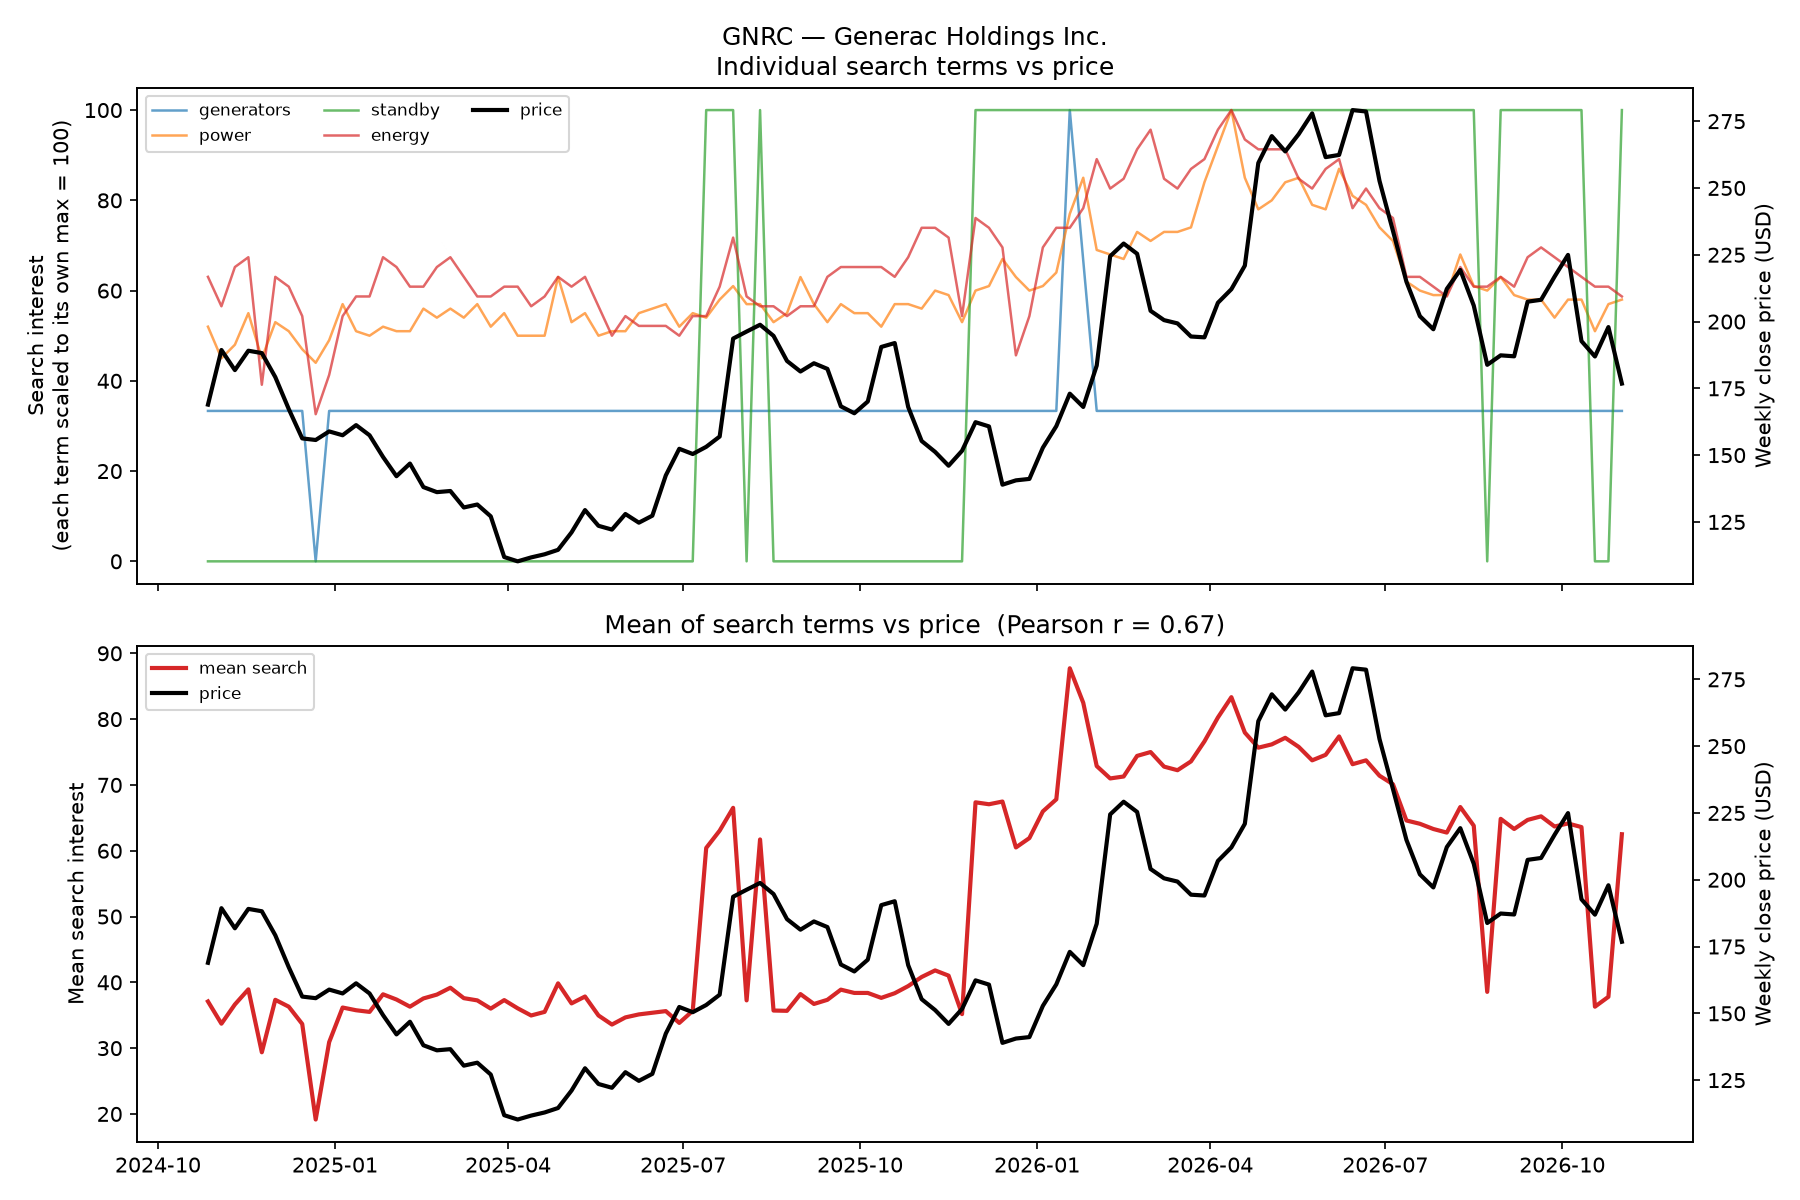 GNRC — Generac Holdings Inc.
Individual search terms vs price
generators
power
standby
energy
price
Search interest
(each term scaled to its own max = 100)
100
80
60
40
20
0
275
250
225
200
175
150
125
Weekly close price (USD)
Mean of search terms vs price  (Pearson r = 0.67)
mean search
price
Mean search interest
90
80
70
60
50
40
30
20
275
250
225
200
175
150
125
Weekly close price (USD)
2024-10
2025-01
2025-04
2025-07
2025-10
2026-01
2026-04
2026-07
2026-10